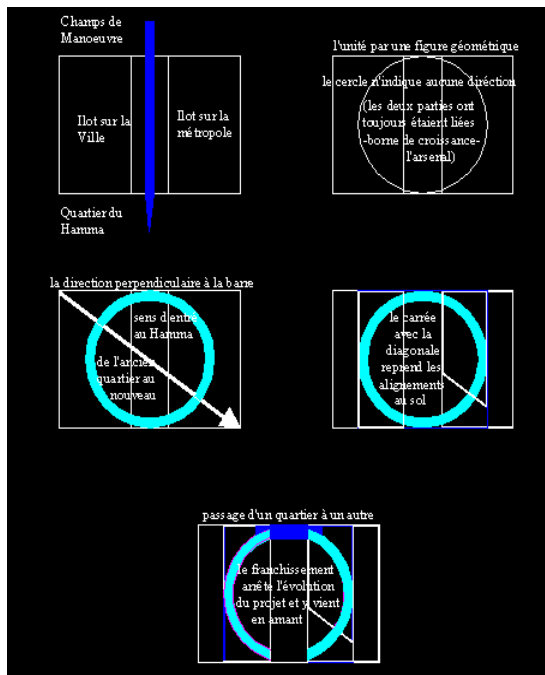 Champs de
Manoeuvre
Ilot sur la
Ville
Ilot sur la
métropole
Quartier du
Hamma
l'unité par une figure géométrique
le cercle n'indique aucune diréction
(les deux parties ont
toujours étaient liées
-borne de croissance-
l'arsenal)
la direction perpendiculaire à la barre
sens d'entré
au Hamma
de l'ancien
quartier au
nouveau
le carrée
avec la
diagonale
reprend les
alignements
au sol
passage d'un quartier à un autre
le franchissement
arrête l'évolution
du projet et y vient
en amant